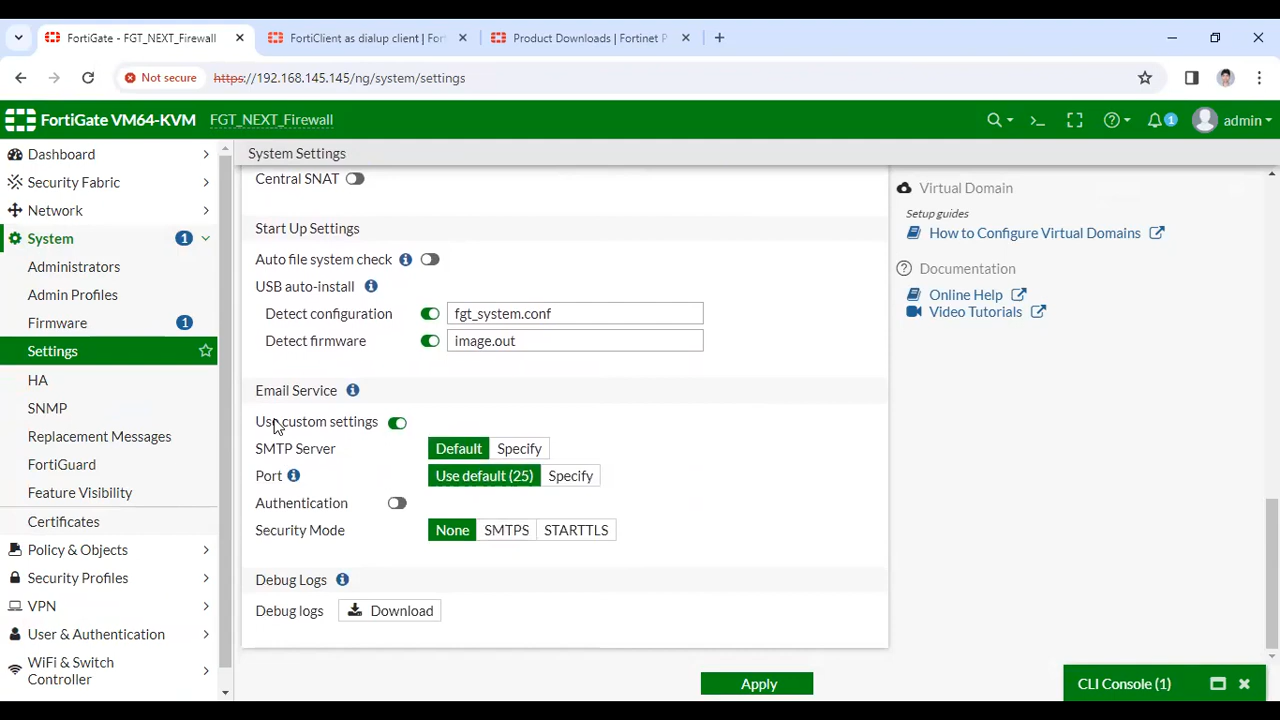 FortiGate - FGT_NEXT_Firewall
FortiClient as dialup client | For
Product Downloads | Fortinet P
Not secure https://192.168.145.145/ng/system/settings
FortiGate VM64-KVM FGT_NEXT_Firewall 1 admin
Dashboard
Security Fabric
Network
System 1
Administrators
Admin Profiles
Firmware 1
Settings
HA
SNMP
Replacement Messages
FortiGuard
Feature Visibility
Certificates
Policy & Objects
Security Profiles
VPN
User & Authentication
WiFi & Switch
Controller
System Settings
Central SNAT
Start Up Settings
Auto file system check
USB auto-install
Detect configuration fgt_system.conf
Detect firmware image.out
Email Service
Use custom settings
SMTP Server Default Specify
Port Use default (25) Specify
Authentication
Security Mode None SMTPS STARTTLS
Debug Logs
Debug logs Download
Apply
Virtual Domain
Setup guides
How to Configure Virtual Domains
Documentation
Online Help
Video Tutorials
CLI Console (1)